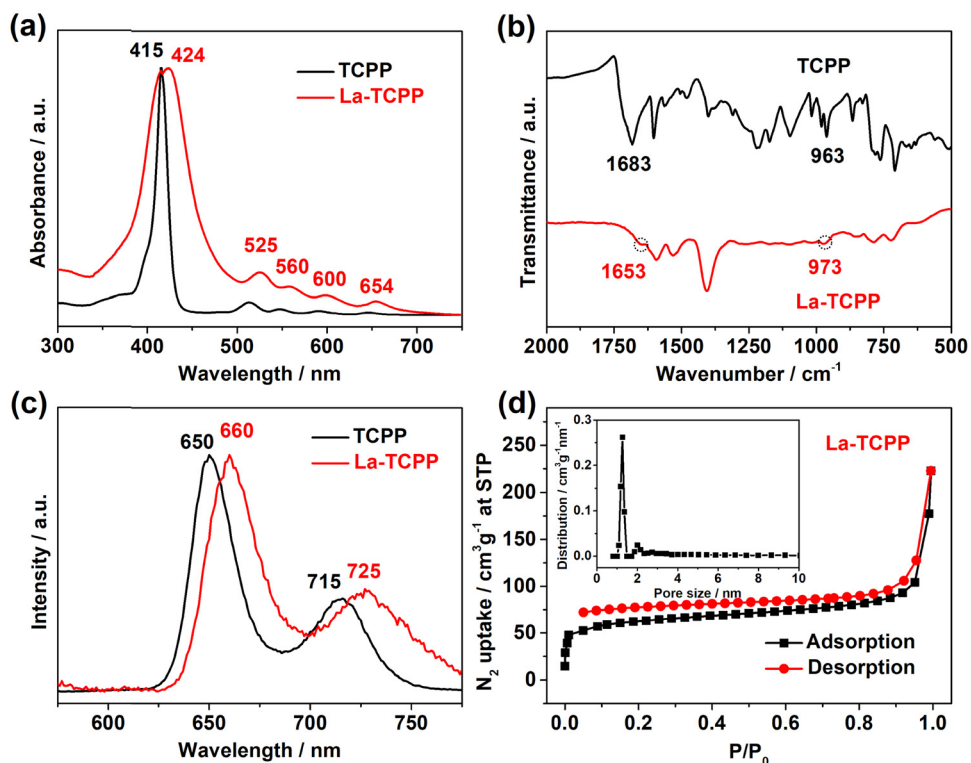 (a)
415
424
TCPP
La-TCPP
525
560
600
654
Absorbance / a.u.
300
400
500
600
700
Wavelength / nm
(b)
TCPP
1683
963
1653
973
La-TCPP
Transmittance / a.u.
2000
1750
1500
1250
1000
750
500
Wavenumber / cm⁻¹
(c)
650
660
TCPP
La-TCPP
715
725
Intensity / a.u.
600
650
700
750
Wavelength / nm
(d)
La-TCPP
N₂ uptake / cm³g⁻¹ at STP
250
225
200
175
150
125
100
75
50
25
0
Distribution / cm³g⁻¹nm⁻¹
0.3
0.2
0.1
0.0
0
2
4
6
8
10
Pore size / nm
Adsorption
Desorption
0.0
0.2
0.4
0.6
0.8
1.0
P/P₀